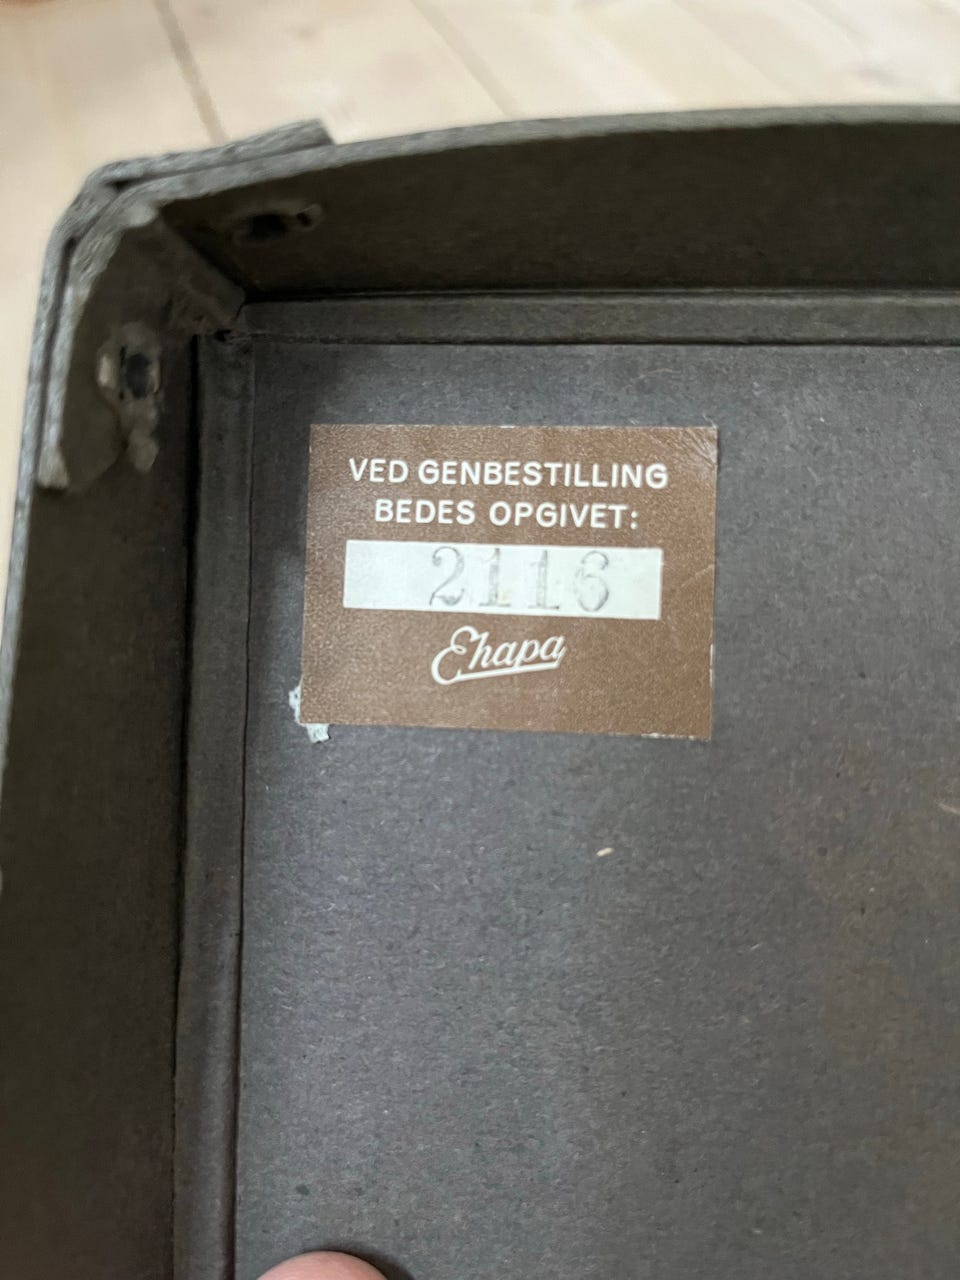 VED GENBESTILLING
BEDES OPGIVET:
2116
Ehapa